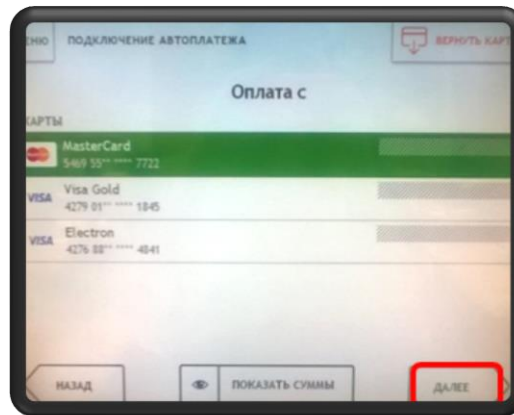 ПОДКЛЮЧЕНИЕ АВТОПЛАТЕЖА
ВЕРНУТЬ КАРТ
Оплата с
КАРТЫ
MasterCard
5469 55** **** 7722
VISA
Visa Gold
4279 01** **** 1845
VISA
Electron
4276 88** **** 4841
НАЗАД
ПОКАЗАТЬ СУММЫ
ДАЛЕЕ